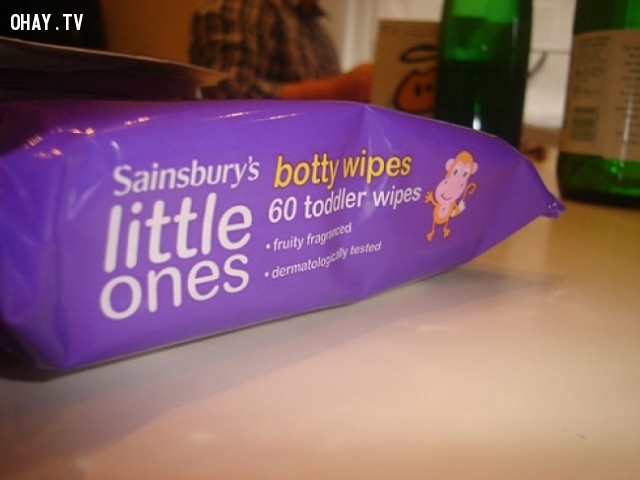 OHAY.TV
Sainsbury's
little
ones
botty wipes
60 toddler wipes
• fruity fragranced
• dermatologically tested